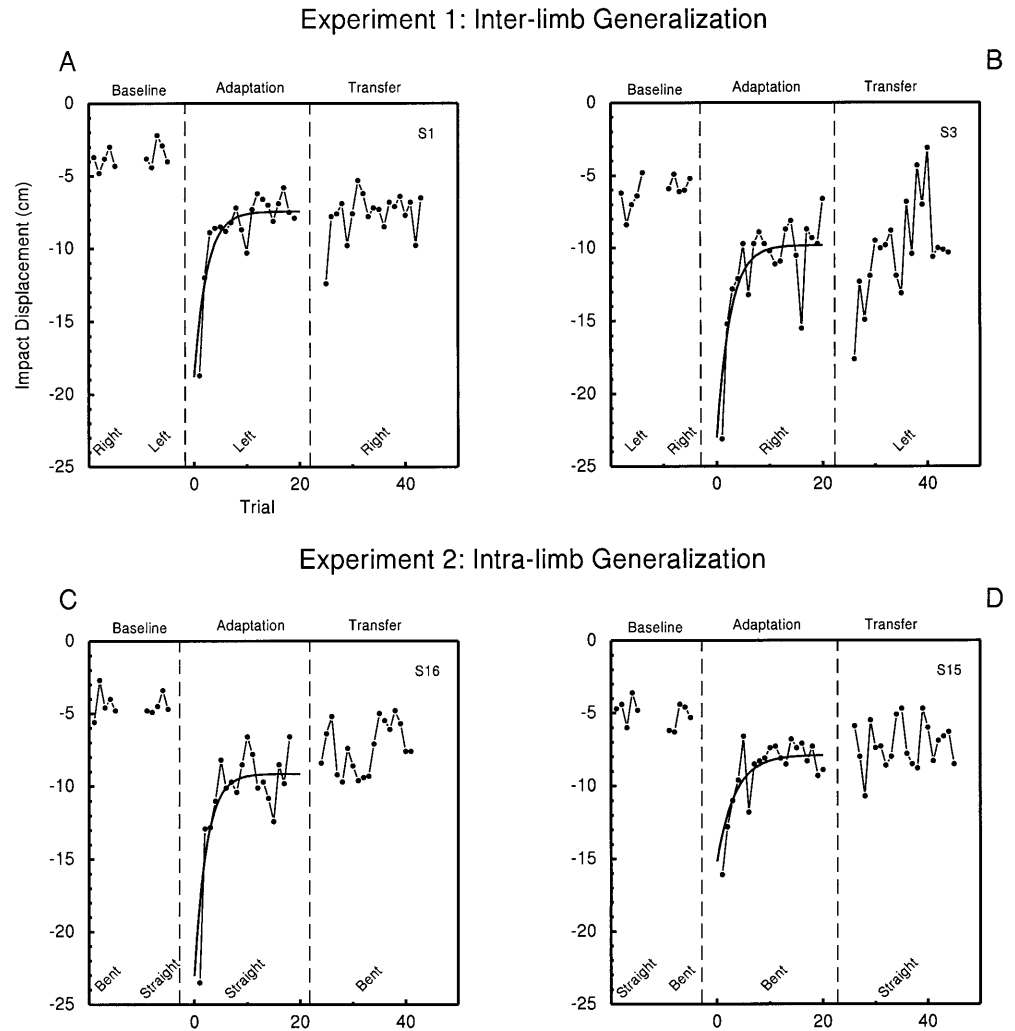 Experiment 1: Inter-limb Generalization
A
B
Baseline Adaptation Transfer
Baseline Adaptation Transfer
S1
S3
Impact Displacement (cm)
0
-5
-10
-15
-20
-25
0
-5
-10
-15
-20
-25
Right Left Left Right
Left Right Right Left
0 20 40
0 20 40
Trial
Experiment 2: Intra-limb Generalization
C
D
Baseline Adaptation Transfer
Baseline Adaptation Transfer
S16
S15
0
-5
-10
-15
-20
-25
0
-5
-10
-15
-20
-25
Bent Straight Straight Bent
Straight Bent Bent Straight
0 20 40
0 20 40